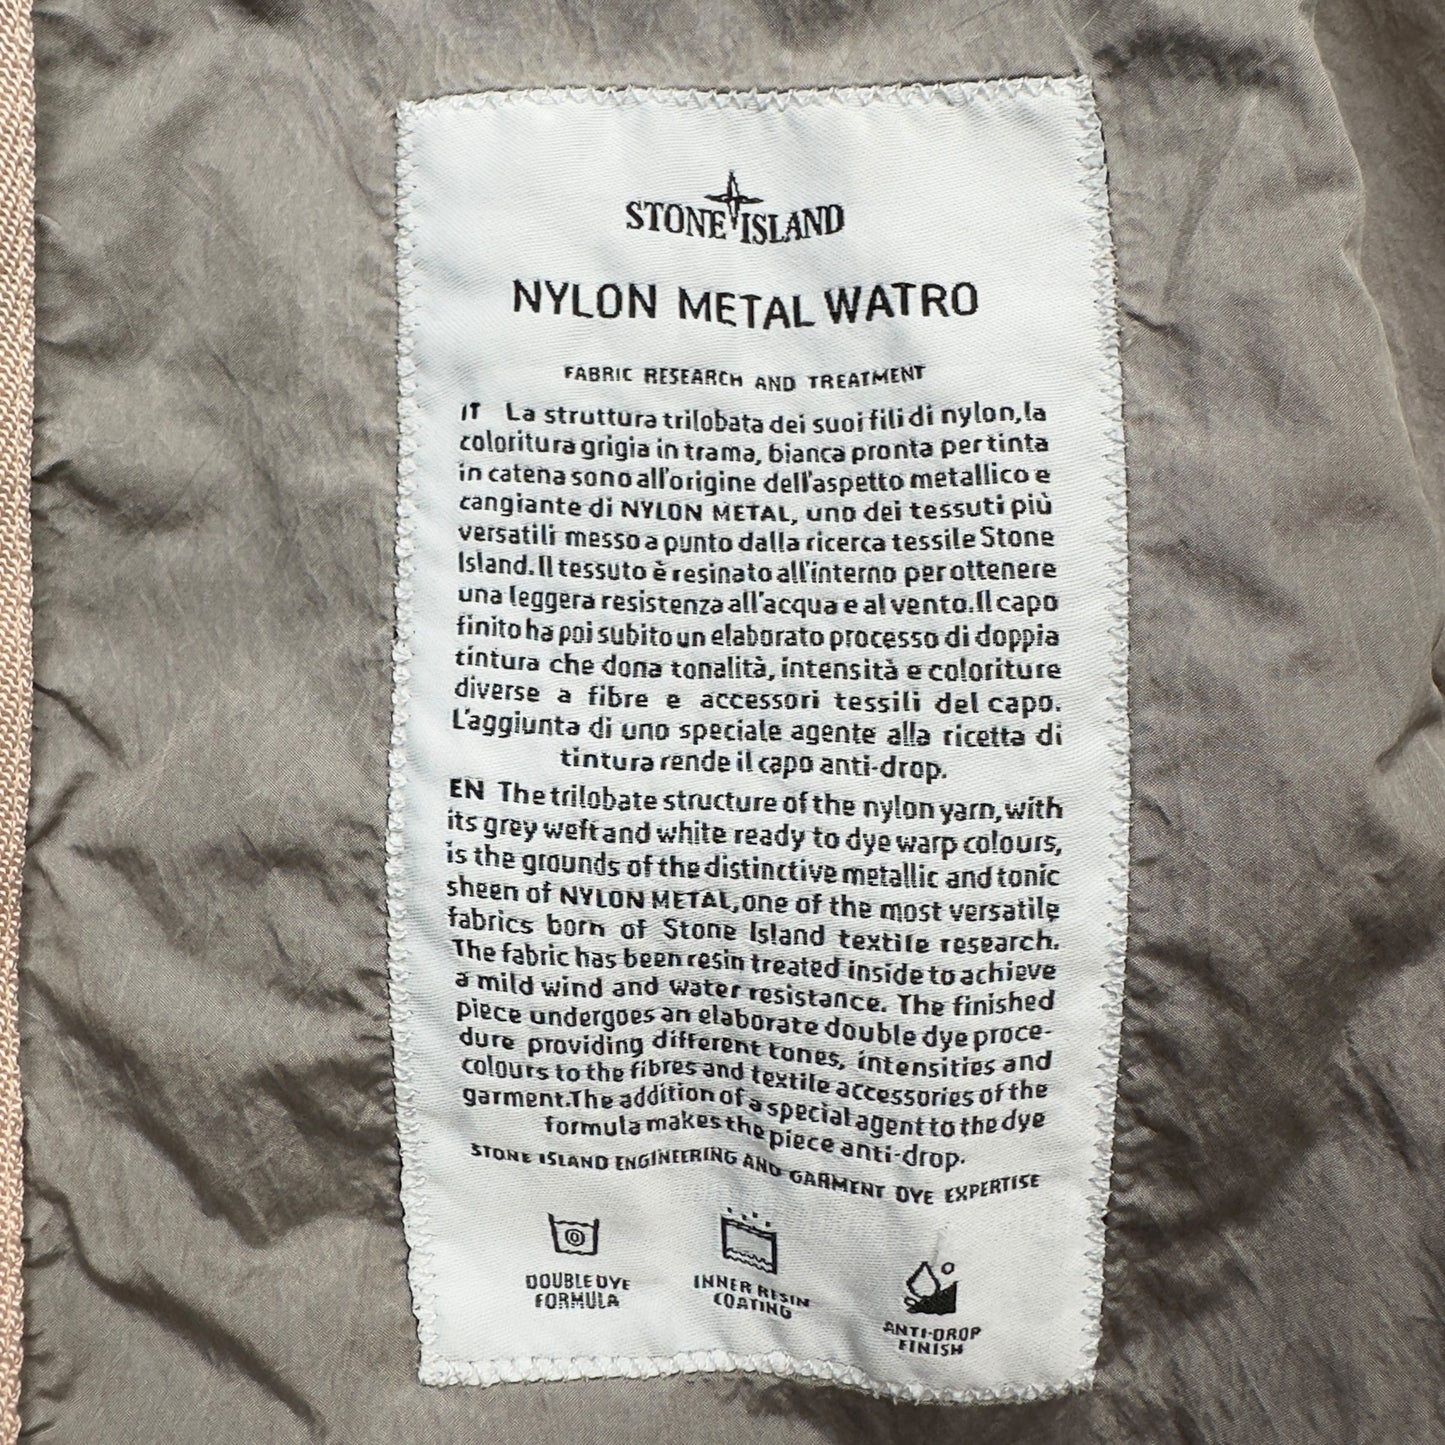 STONE ISLAND
NYLON METAL WATRO
FABRIC RESEARCH AND TREATMENT
IT La struttura trilobata dei suoi fili di nylon, la
coloritura grigia in trama, bianca pronta per tinta
in catena sono all'origine dell'aspetto metallico e
cangiante di NYLON METAL, uno dei tessuti più
versatili messo a punto dalla ricerca tessile Stone
Island. Il tessuto è resinato all'interno per ottenere
una leggera resistenza all'acqua e al vento. Il capo
finito ha poi subito un elaborato processo di doppia
tintura che dona tonalità, intensità e coloriture
diverse a fibre e accessori tessili del capo.
L'aggiunta di uno speciale agente alla ricetta di
tintura rende il capo anti-drop.
EN The trilobate structure of the nylon yarn, with
its grey weft and white ready to dye warp colours,
is the grounds of the distinctive metallic and tonic
sheen of NYLON METAL, one of the most versatile
fabrics born of Stone Island textile research.
The fabric has been resin treated inside to achieve
a mild wind and water resistance. The finished
piece undergoes an elaborate double dye proce-
dure providing different tones, intensities and
colours to the fibres and textile accessories of the
garment. The addition of a special agent to the dye
formula makes the piece anti-drop.
STONE ISLAND ENGINEERING AND GARMENT DYE EXPERTISE
DOUBLE DYE
FORMULA
INNER RESIN
COATING
ANTI-DROP
FINISH